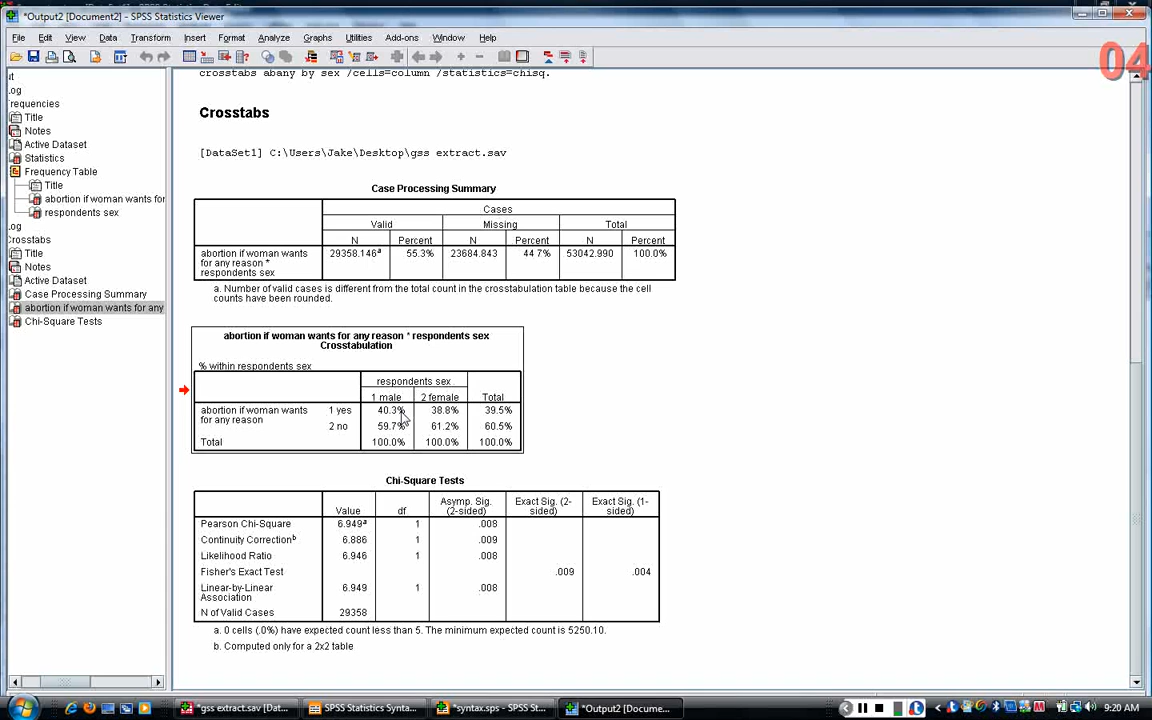 *Output2 [Document2] - SPSS Statistics Viewer
File Edit View Data Transform Insert Format Analyze Graphs Utilities Add-ons Window Help
04
crosstabs abany by sex /cells=column /statistics=chisq.
Log
Frequencies
Title
Notes
Active Dataset
Statistics
Frequency Table
Title
abortion if woman wants for
respondents sex
Log
Crosstabs
Title
Notes
Active Dataset
Case Processing Summary
abortion if woman wants for any
Chi-Square Tests
Crosstabs
[DataSet1] C:\Users\Jake\Desktop\gss extract.sav
Case Processing Summary
Cases
Valid Missing Total
N Percent N Percent N Percent
abortion if woman wants for any reason * respondents sex 29358.146a 55.3% 23684.843 44.7% 53042.990 100.0%
a. Number of valid cases is different from the total count in the crosstabulation table because the cell
counts have been rounded.
abortion if woman wants for any reason * respondents sex
Crosstabulation
% within respondents sex
respondents sex
1 male 2 female Total
abortion if woman wants for any reason 1 yes 40.3% 38.8% 39.5%
2 no 59.7% 61.2% 60.5%
Total 100.0% 100.0% 100.0%
Chi-Square Tests
Value df Asymp. Sig. (2-sided) Exact Sig. (2-sided) Exact Sig. (1-sided)
Pearson Chi-Square 6.949a 1 .008
Continuity Correctionb 6.886 1 .009
Likelihood Ratio 6.946 1 .008
Fisher's Exact Test .009 .004
Linear-by-Linear Association 6.949 1 .008
N of Valid Cases 29358
a. 0 cells (.0%) have expected count less than 5. The minimum expected count is 5250.10.
b. Computed only for a 2x2 table
*gss extract.sav [Dat... SPSS Statistics Synta... *syntax.sps - SPSS St... *Output2 [Docume... 9:20 AM